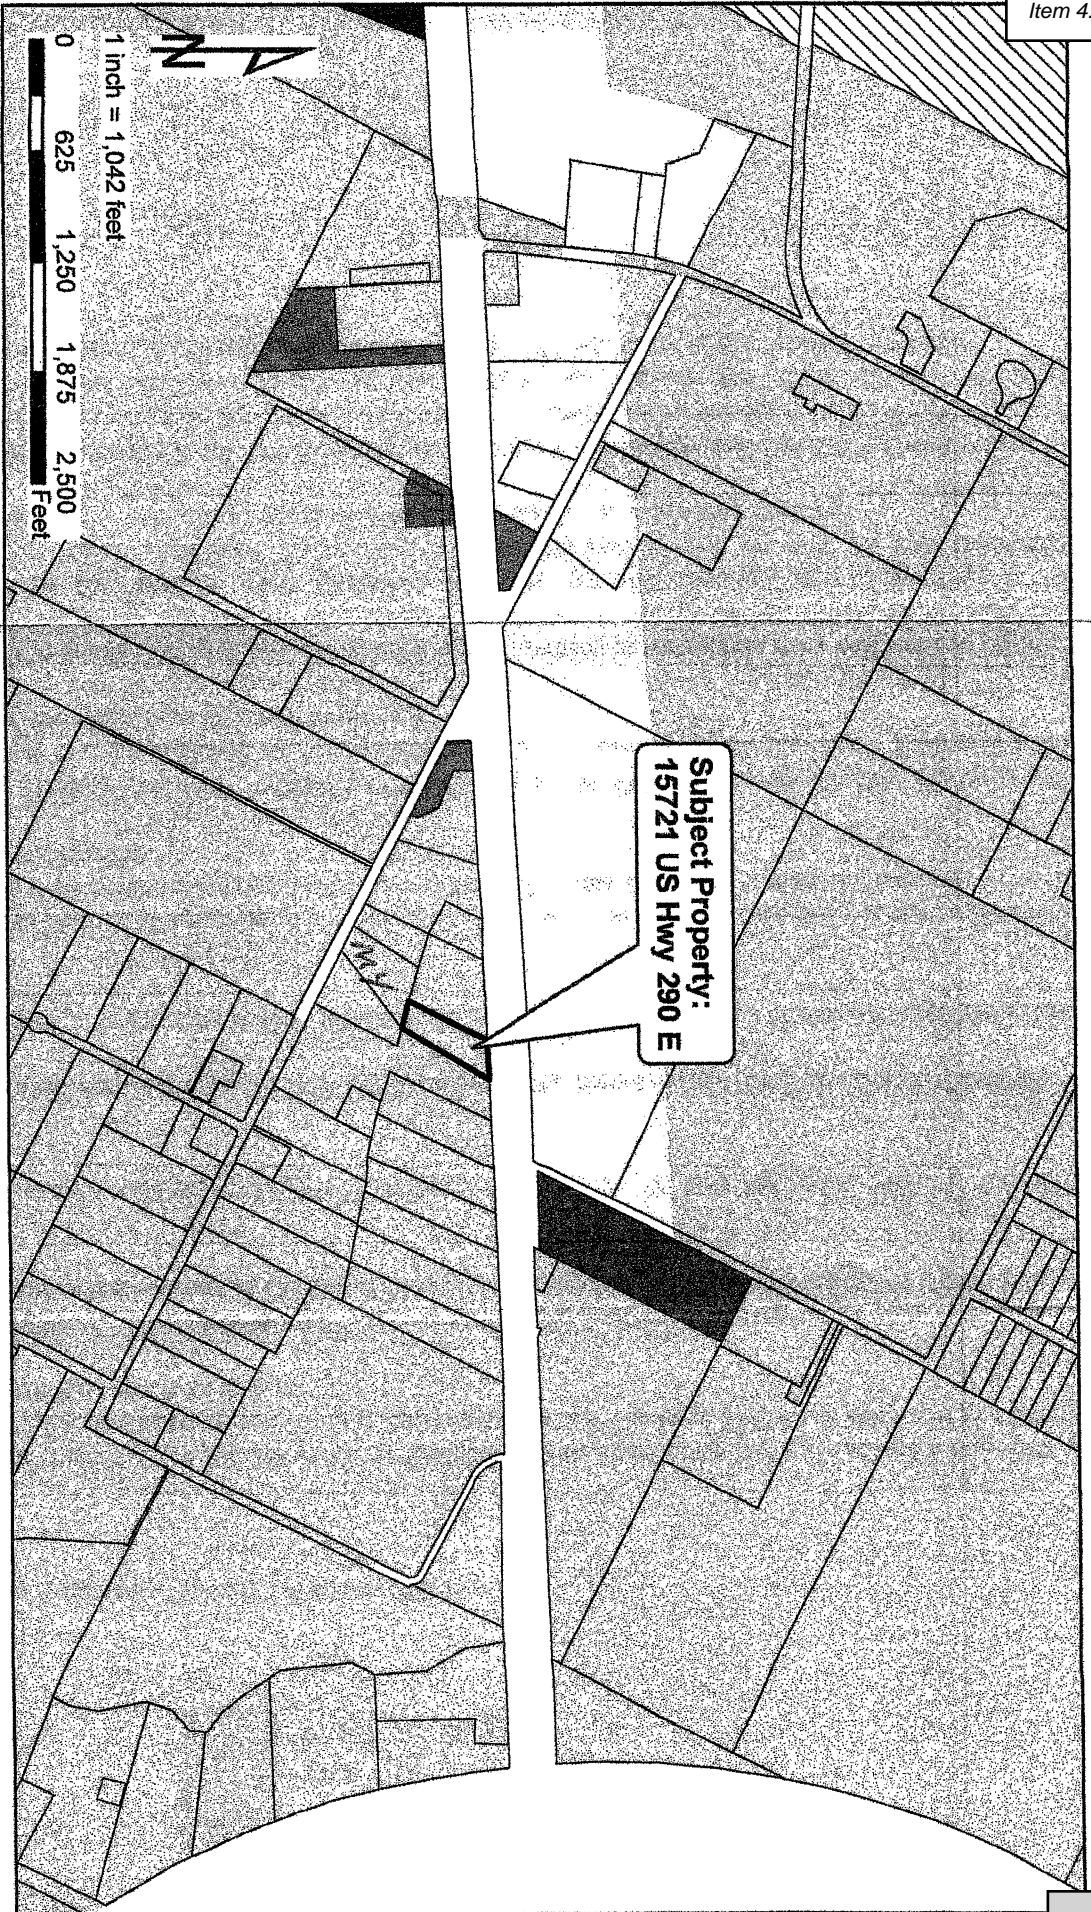 Item 4.
Subject Property:
15721 US Hwy 290 E
N
1 inch = 1,042 feet
0 625 1,250 1,875 2,500
Feet